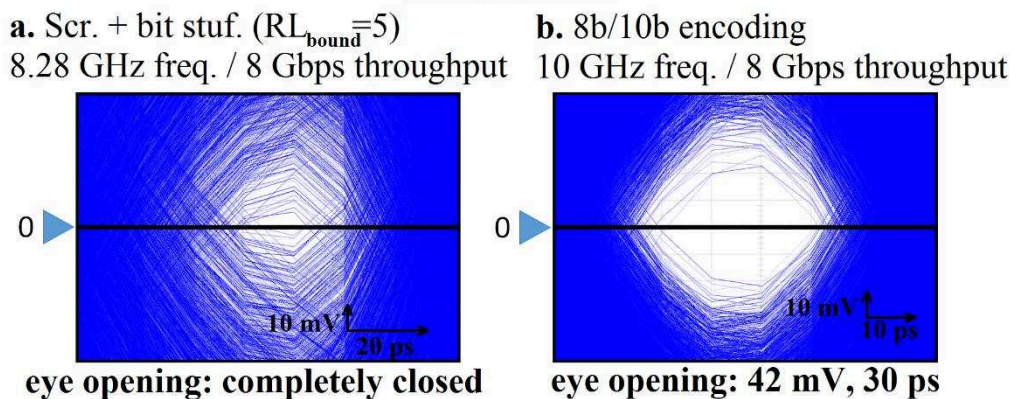 a. Scr. + bit stuf. (RLbound=5)
8.28 GHz freq. / 8 Gbps throughput
0
10 mV
20 ps
eye opening: completely closed
b. 8b/10b encoding
10 GHz freq. / 8 Gbps throughput
0
10 mV
10 ps
eye opening: 42 mV, 30 ps